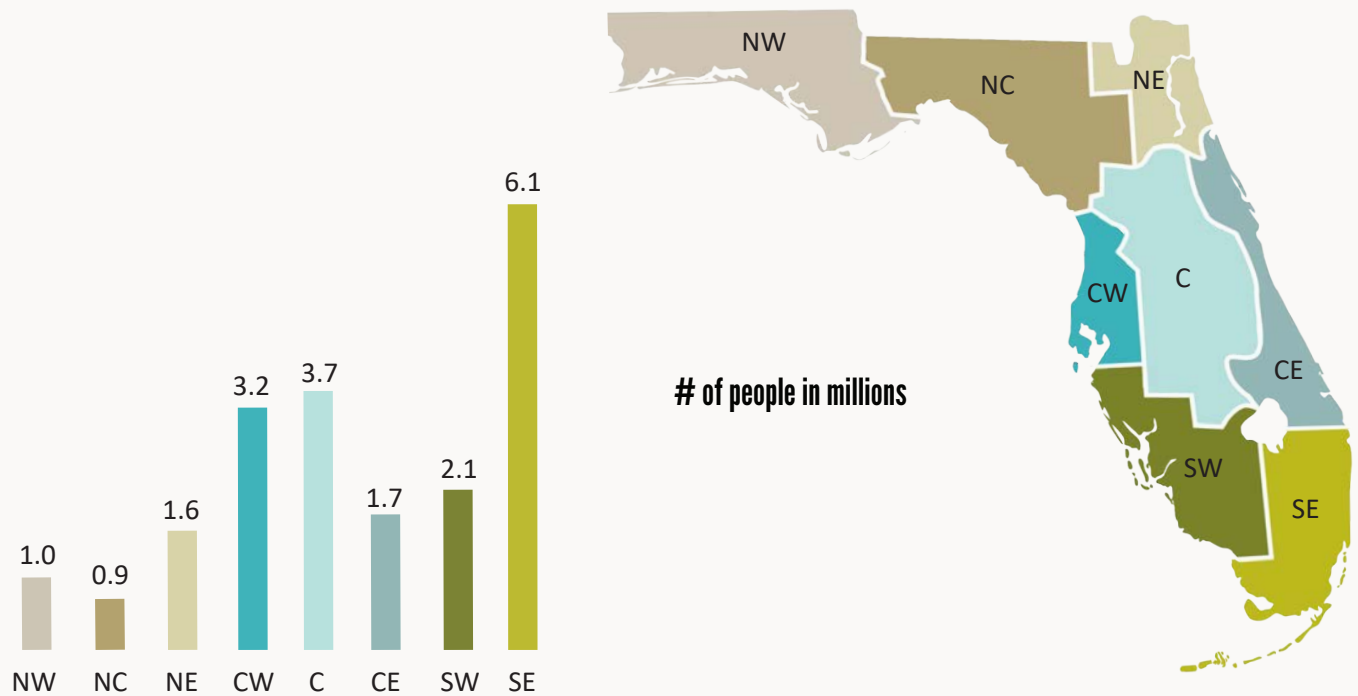 6.1
3.7
3.2
2.1
1.7
1.6
1.0
0.9
NW NC NE CW C CE SW SE
# of people in millions
NW
NC
NE
CW
C
CE
SW
SE